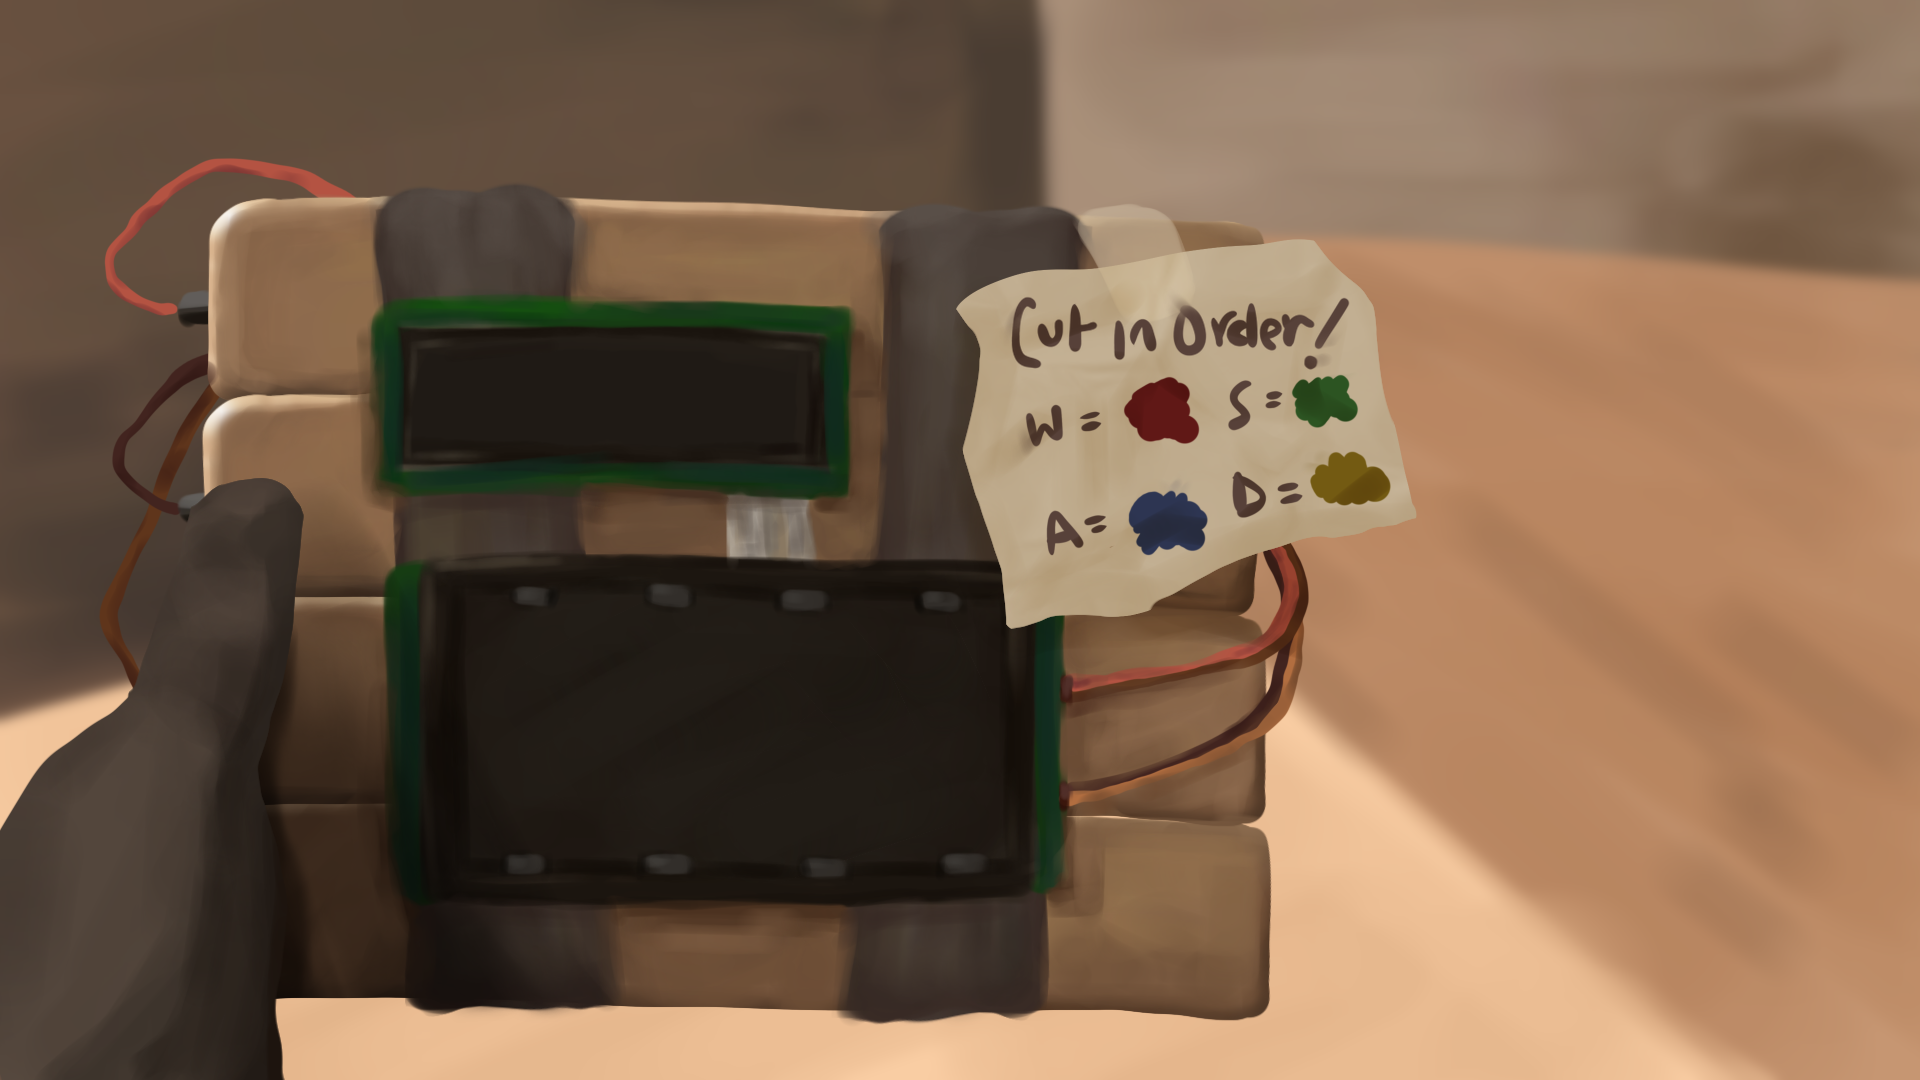 Cut in Order!
W = S =
A = D =